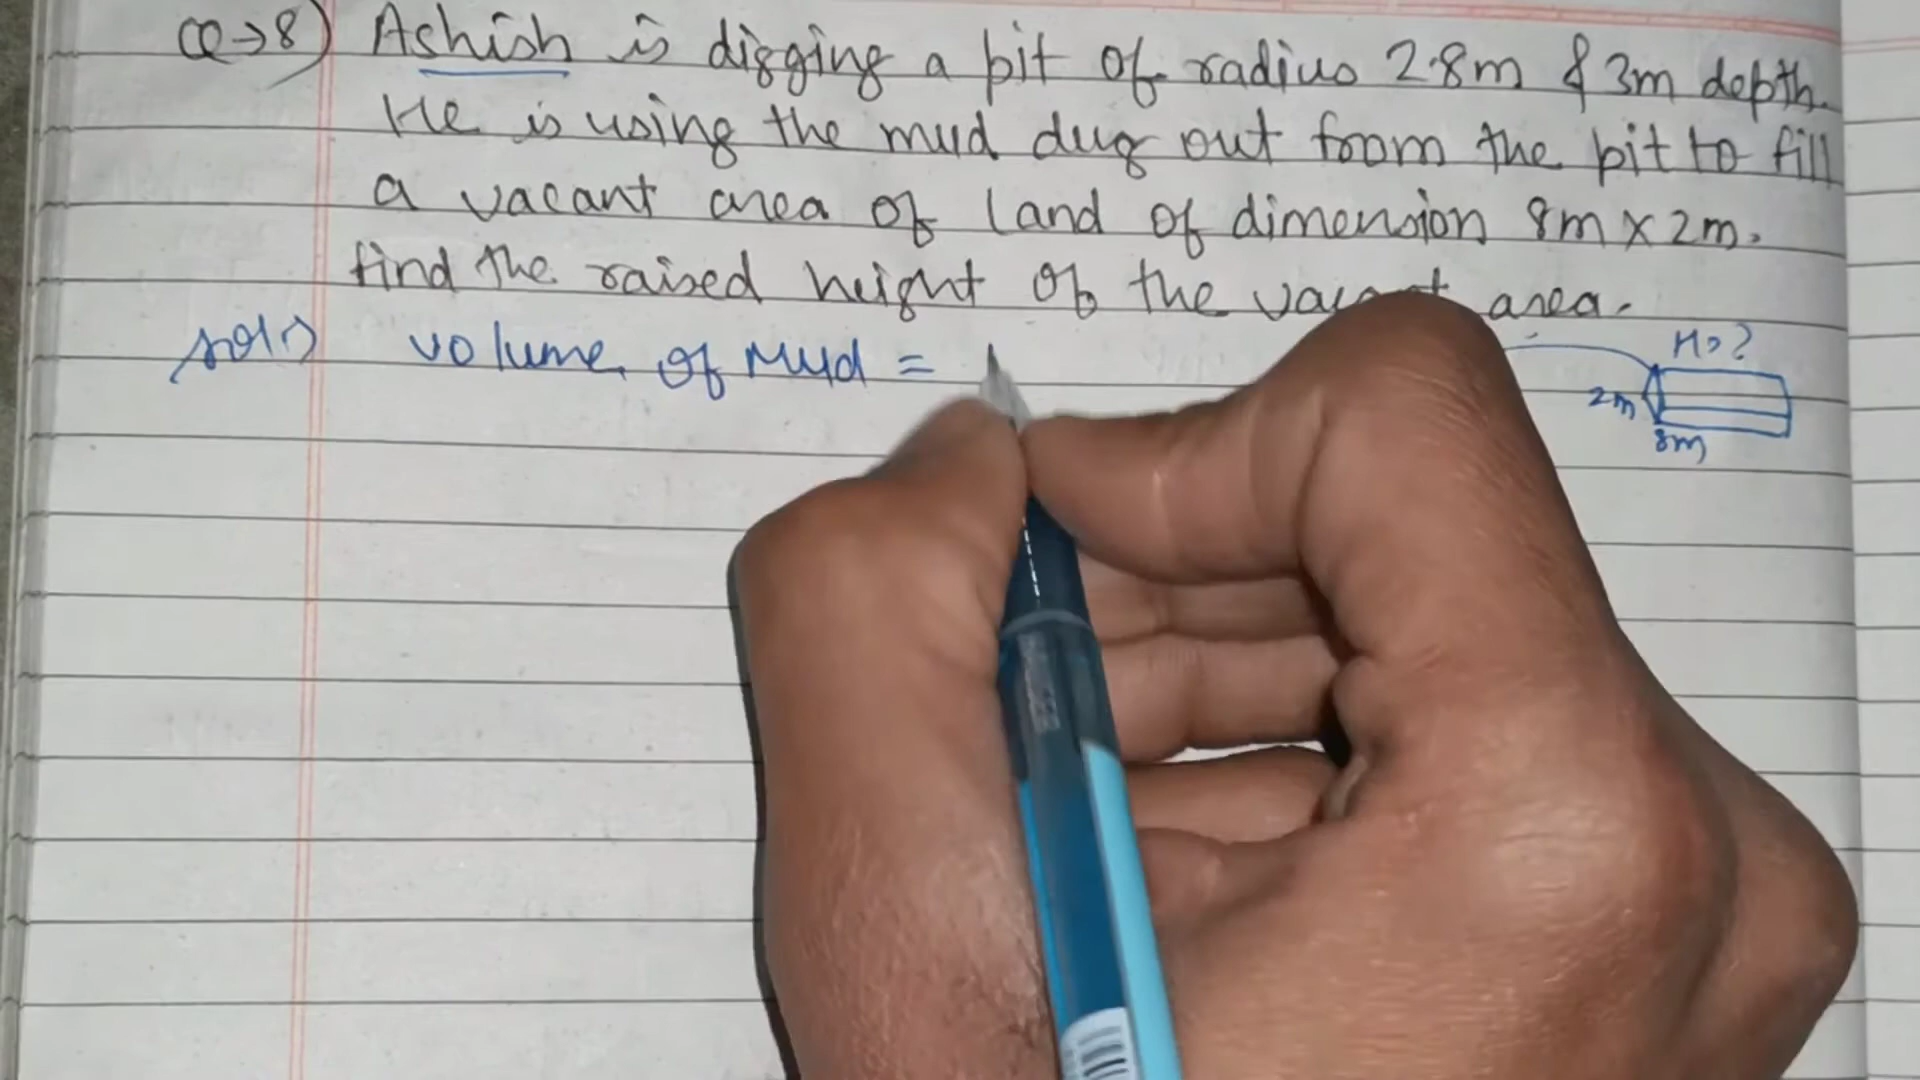 Q→8) Ashish is digging a pit of radius 2.8m & 3m depth.
He is using the mud dug out from the pit to fill
a vacant area of land of dimension 8m x 2m.
find the raised height of the area.
soln volume of Mud =
H=?
2m
8m